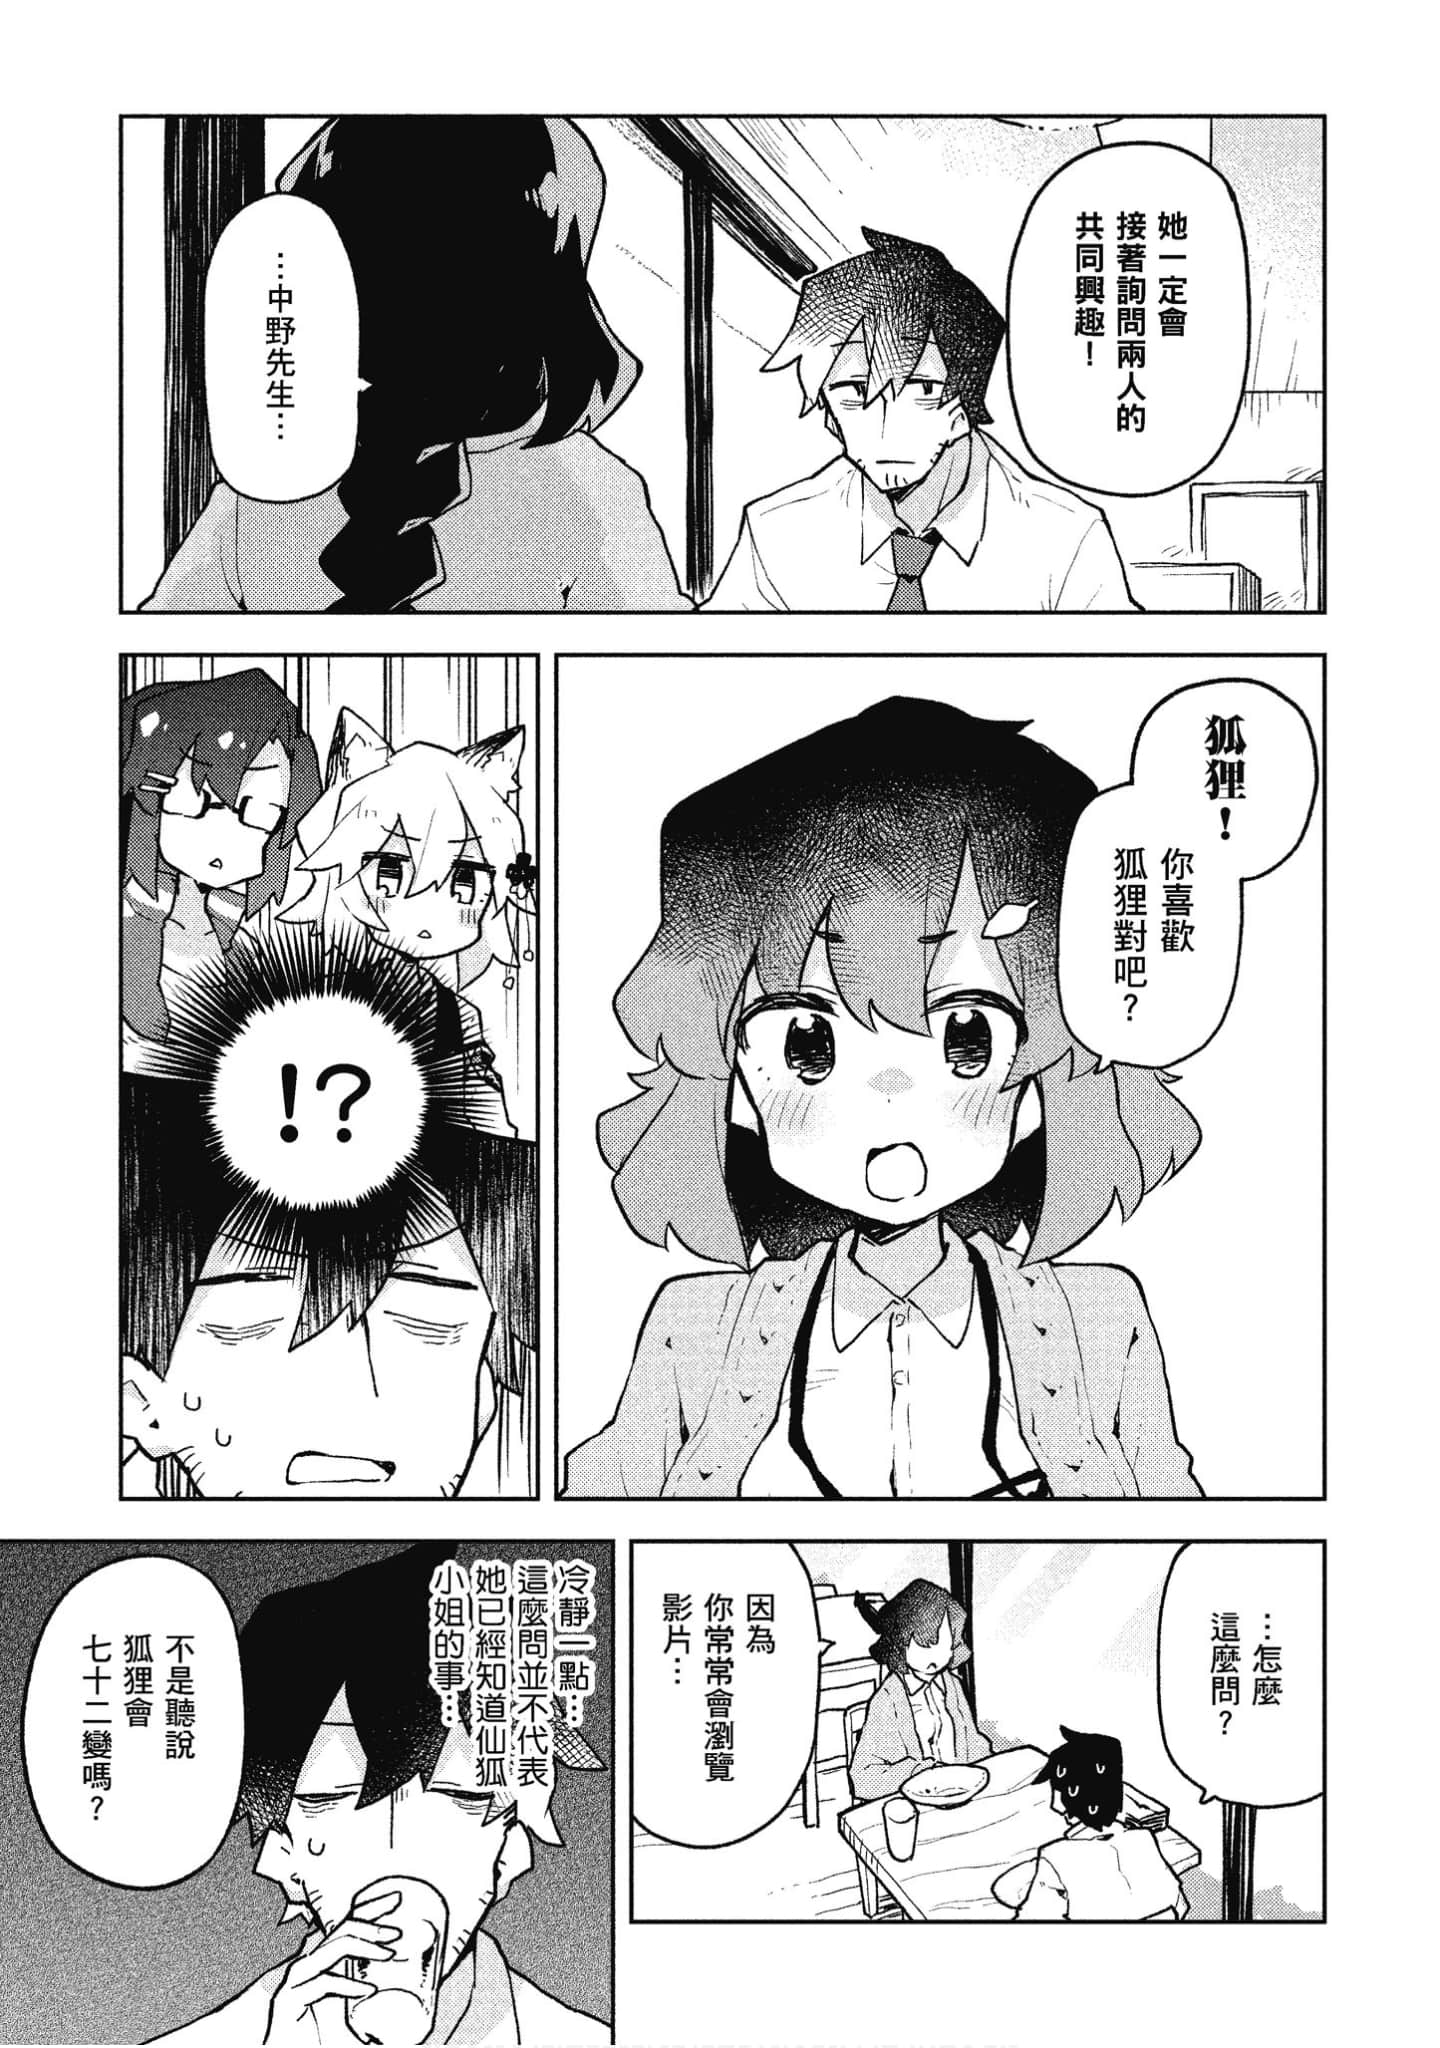 她一定會
接著詢問兩人的
共同興趣！
…中野先生…
狐狸！
你喜歡
狐狸對吧？
！？
…怎麼
這麼問？
因為
你常常會瀏覽
影片…
冷靜一點…
這麼問並不代表
她已經知道仙狐
小姐的事…
不是聽說
狐狸會
七十二變嗎？